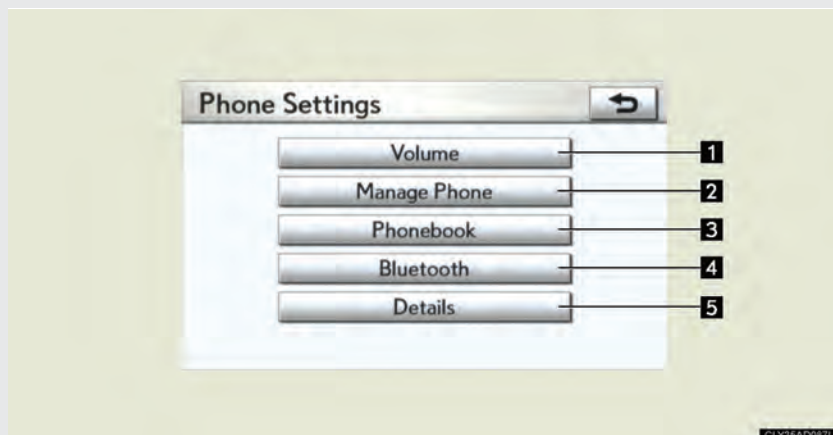 Phone Settings
Volume 1
Manage Phone 2
Phonebook 3
Bluetooth 4
Details 5